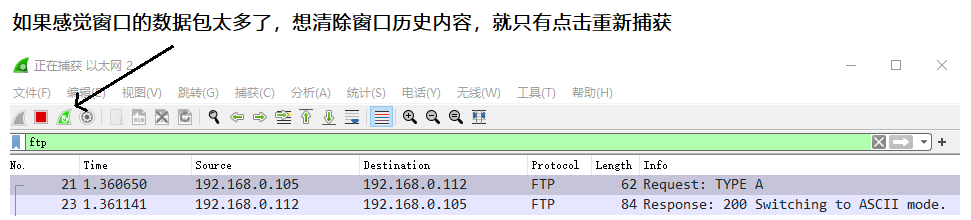 如果感觉窗口的数据包太多了，想清除窗口历史内容，就只有点击重新捕获
正在捕获 以太网 2
文件(F) 编辑(E) 视图(V) 跳转(G) 捕获(C) 分析(A) 统计(S) 电话(Y) 无线(W) 工具(T) 帮助(H)
ftp
No. Time Source Destination Protocol Length Info
21 1.360650 192.168.0.105 192.168.0.112 FTP 62 Request: TYPE A
23 1.361141 192.168.0.112 192.168.0.105 FTP 84 Response: 200 Switching to ASCII mode.